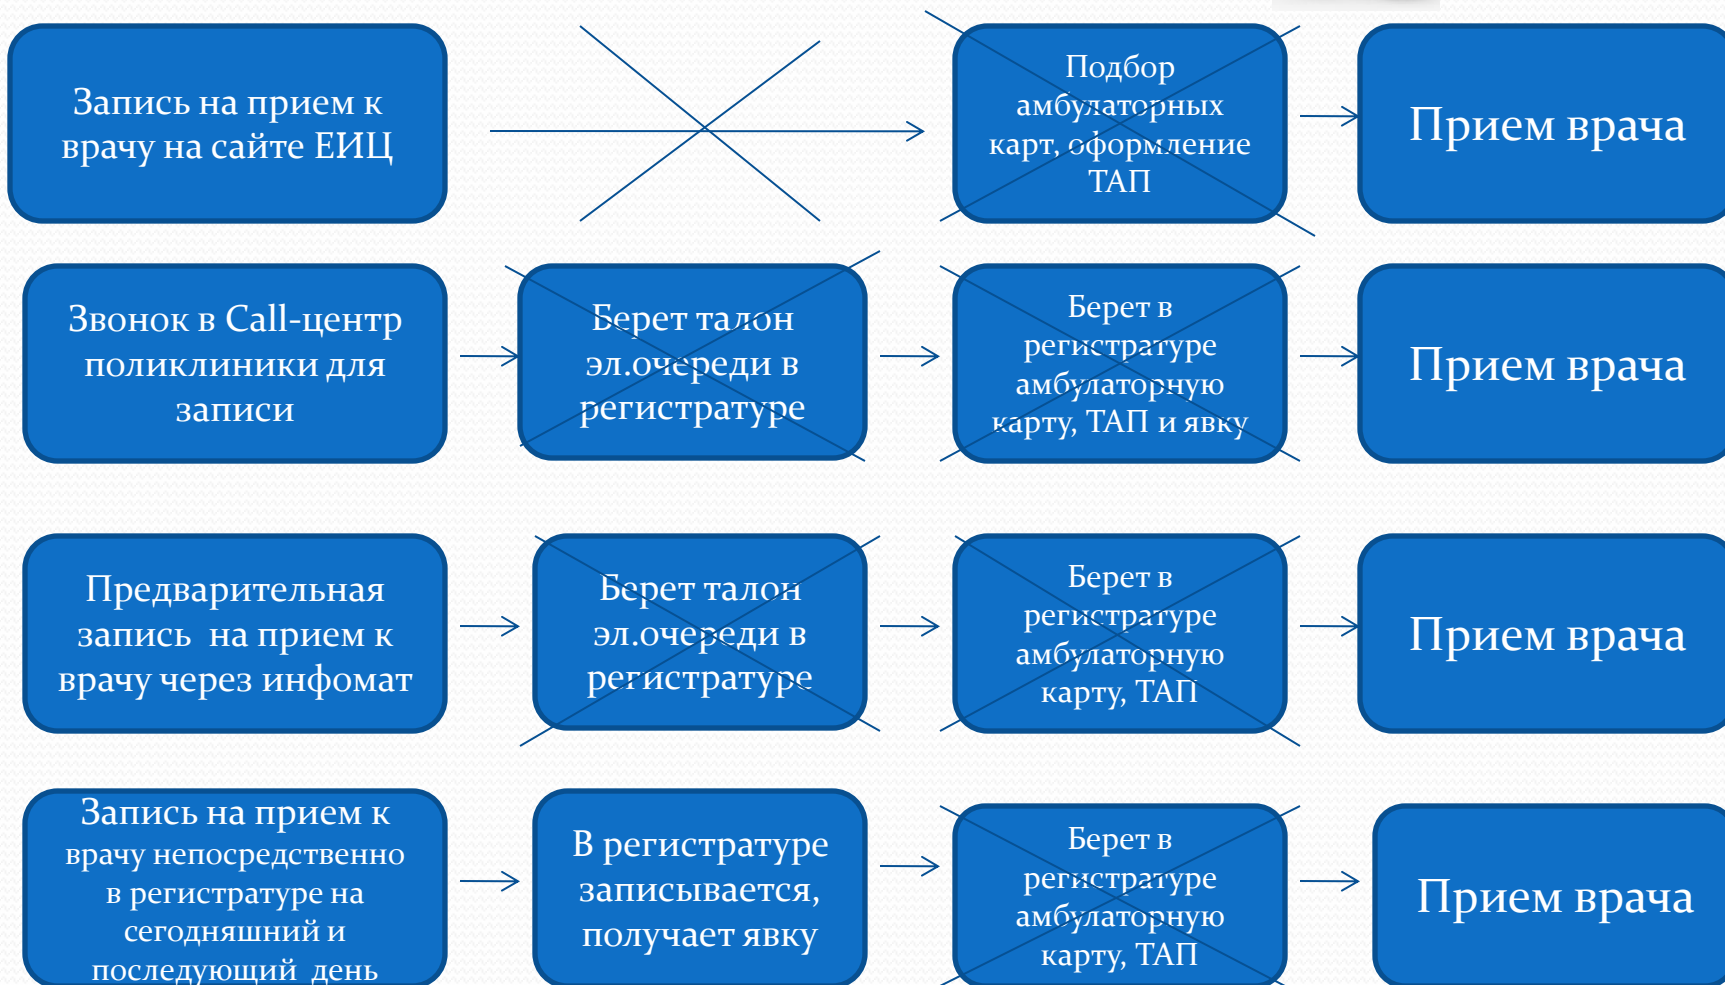 Запись на прием к
врачу на сайте ЕИЦ
Подбор
амбулаторных
карт, оформление
ТАП
Прием врача
Звонок в Call-центр
поликлиники для
записи
Берет талон
эл.очереди в
регистратуре
Берет в
регистратуре
амбулаторную
карту, ТАП и явку
Прием врача
Предварительная
запись на прием к
врачу через инфомат
Берет талон
эл.очереди в
регистратуре
Берет в
регистратуре
амбулаторную
карту, ТАП
Прием врача
Запись на прием к
врачу непосредственно
в регистратуре на
сегодняшний и
последующий день
В регистратуре
записывается,
получает явку
Берет в
регистратуре
амбулаторную
карту, ТАП
Прием врача